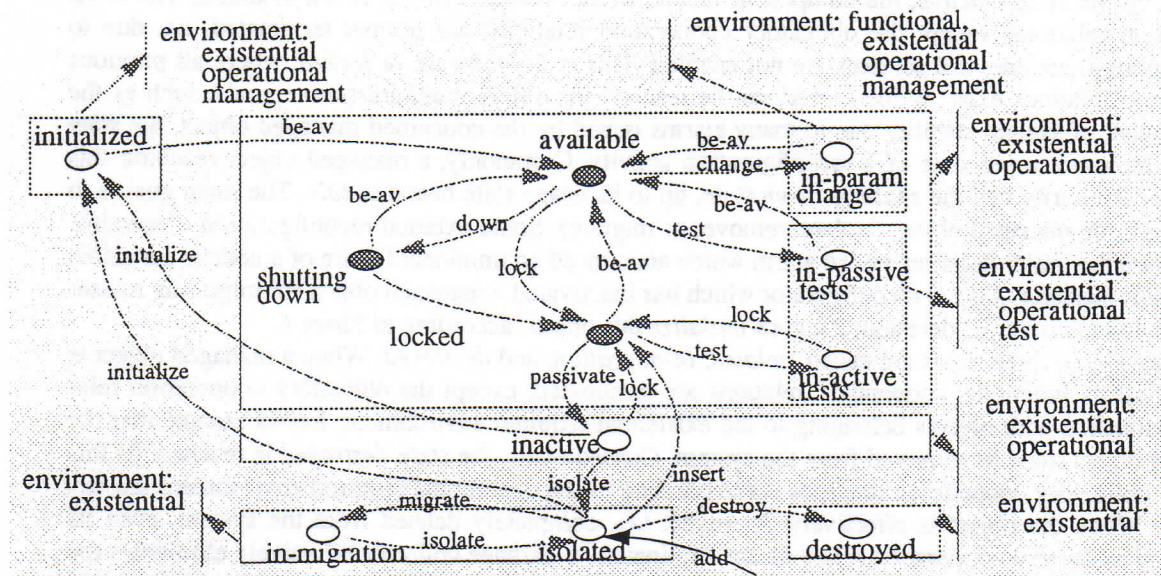 environment:
existential
operational
management
environment: functional
existential
operational
management
initialized
be-av
available
be-av
change
in-param
change
environment:
existential
operational
be-av
down
be-av
test
initialize
lock
be-av
shutting
down
in-passive
tests
environment:
existential
operational
test
locked
lock
test
initialize
passivate
lock
in-active
tests
environment:
existential
operational
inactive
environment:
existential
isolate
insert
migrate
destroy
environment:
existential
in-migration
isolate
isolated
destroyed
add